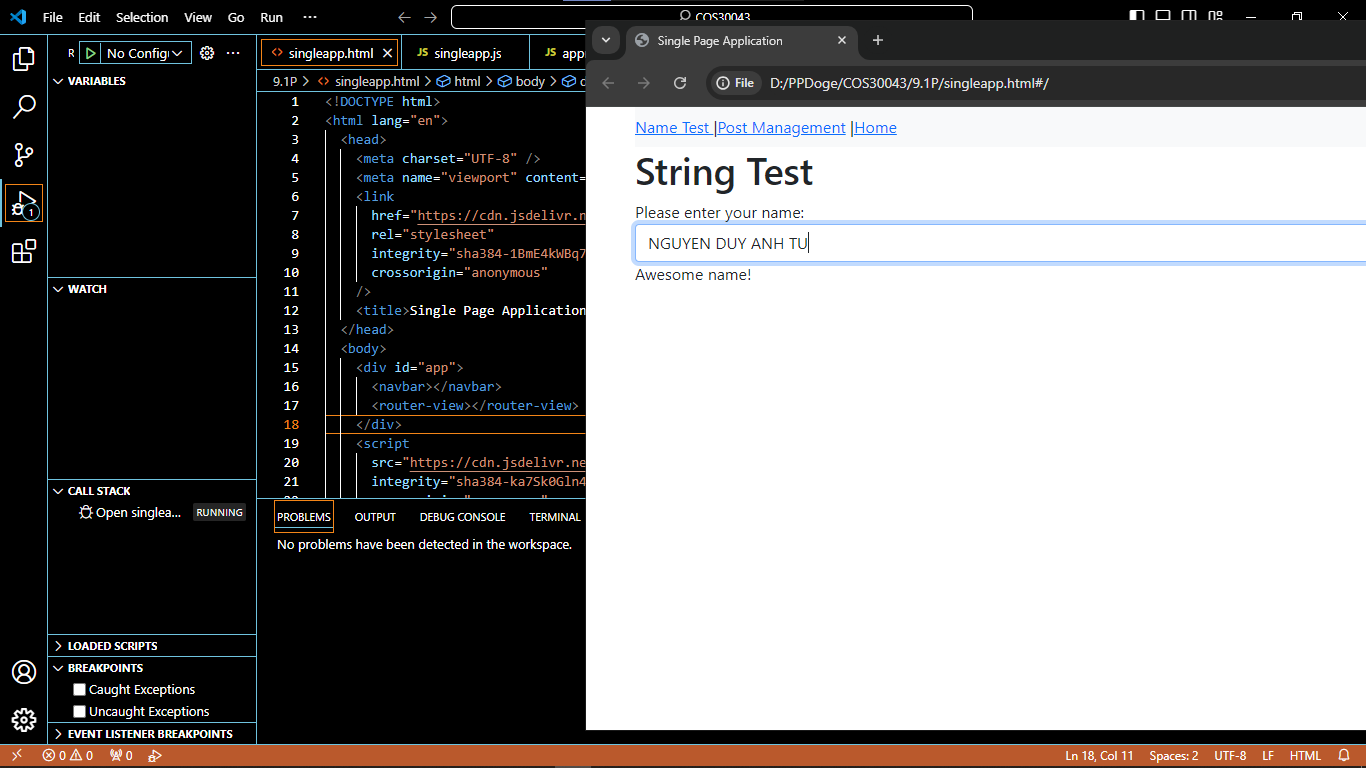 File Edit Selection View Go Run ···
COS30043
R No Config
VARIABLES
WATCH
CALL STACK
Open singlea... RUNNING
LOADED SCRIPTS
BREAKPOINTS
Caught Exceptions
Uncaught Exceptions
EVENT LISTENER BREAKPOINTS
singleapp.html JS singleapp.js JS app
9.1P > singleapp.html > html > body >
1 <!DOCTYPE html>
2 <html lang="en">
3 <head>
4 <meta charset="UTF-8" />
5 <meta name="viewport" content=
6 <link
7 href="https://cdn.jsdelivr.ne
8 rel="stylesheet"
9 integrity="sha384-1BmE4kWBq7
10 crossorigin="anonymous"
11 />
12 <title>Single Page Application
13 </head>
14 <body>
15 <div id="app">
16 <navbar></navbar>
17 <router-view></router-view>
18 </div>
19 <script
20 src="https://cdn.jsdelivr.ne
21 integrity="sha384-ka7Sk0Gln4
PROBLEMS OUTPUT DEBUG CONSOLE TERMINAL
No problems have been detected in the workspace.
Single Page Application
File D:/PPDoge/COS30043/9.1P/singleapp.html#/
Name Test |Post Management |Home
String Test
Please enter your name:
NGUYEN DUY ANH TU
Awesome name!
0 0 0 Ln 18, Col 11 Spaces: 2 UTF-8 LF HTML